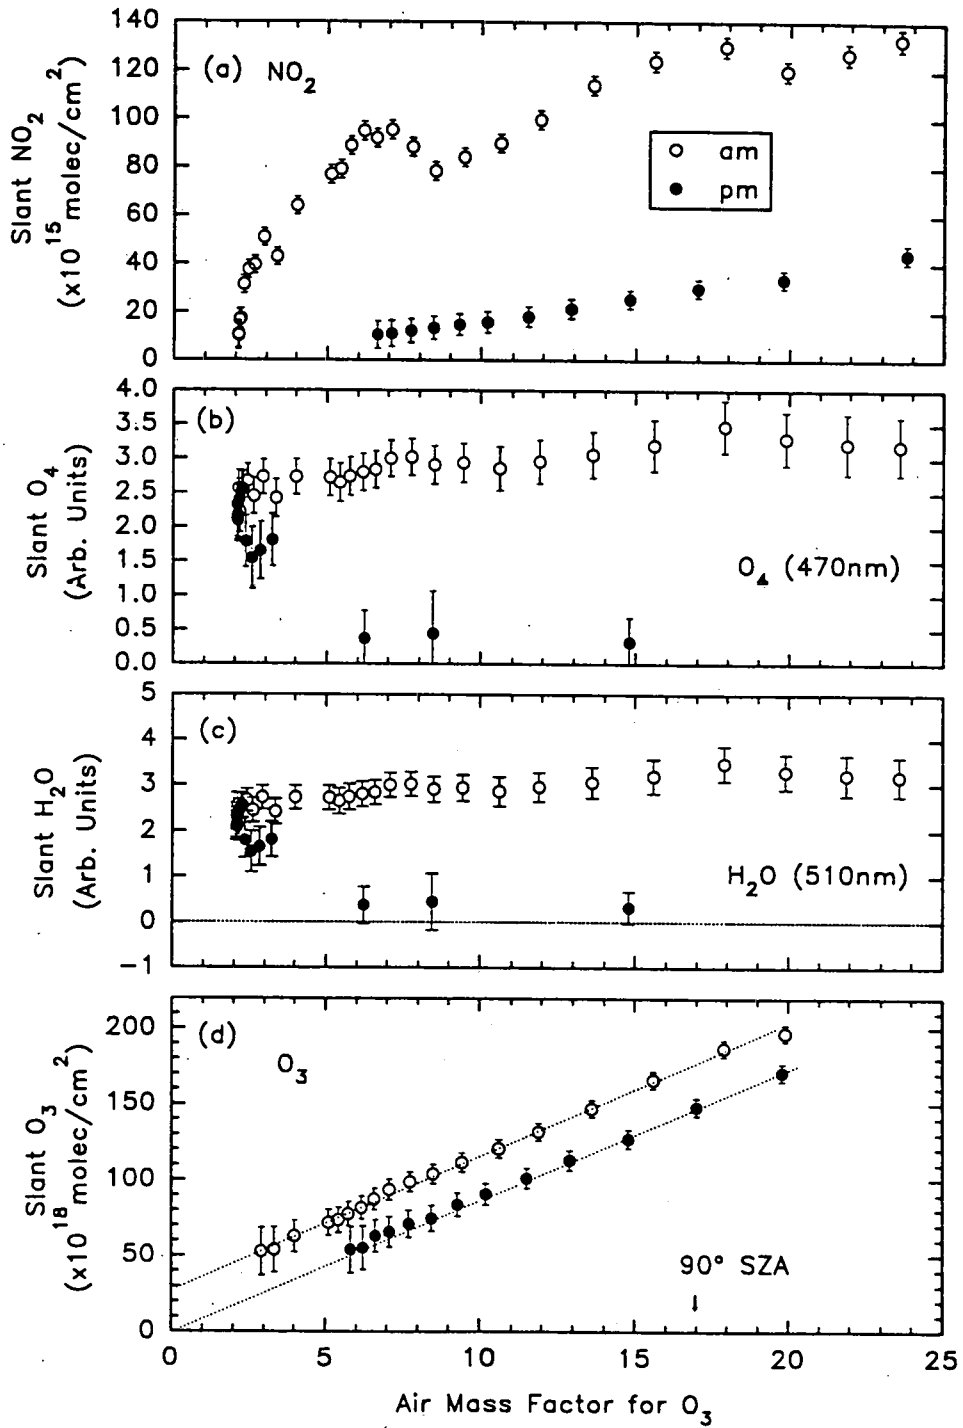 140
120
100
80
60
40
20
0
Slant NO2
(x10^15 molec/cm^2)
(a) NO2
am
pm
4.0
3.5
3.0
2.5
2.0
1.5
1.0
0.5
0.0
Slant O4
(Arb. Units)
(b)
O4 (470nm)
5
4
3
2
1
0
-1
Slant H2O
(Arb. Units)
(c)
H2O (510nm)
200
150
100
50
0
Slant O3
(x10^18 molec/cm^2)
(d)
O3
90° SZA
0 5 10 15 20 25
Air Mass Factor for O3